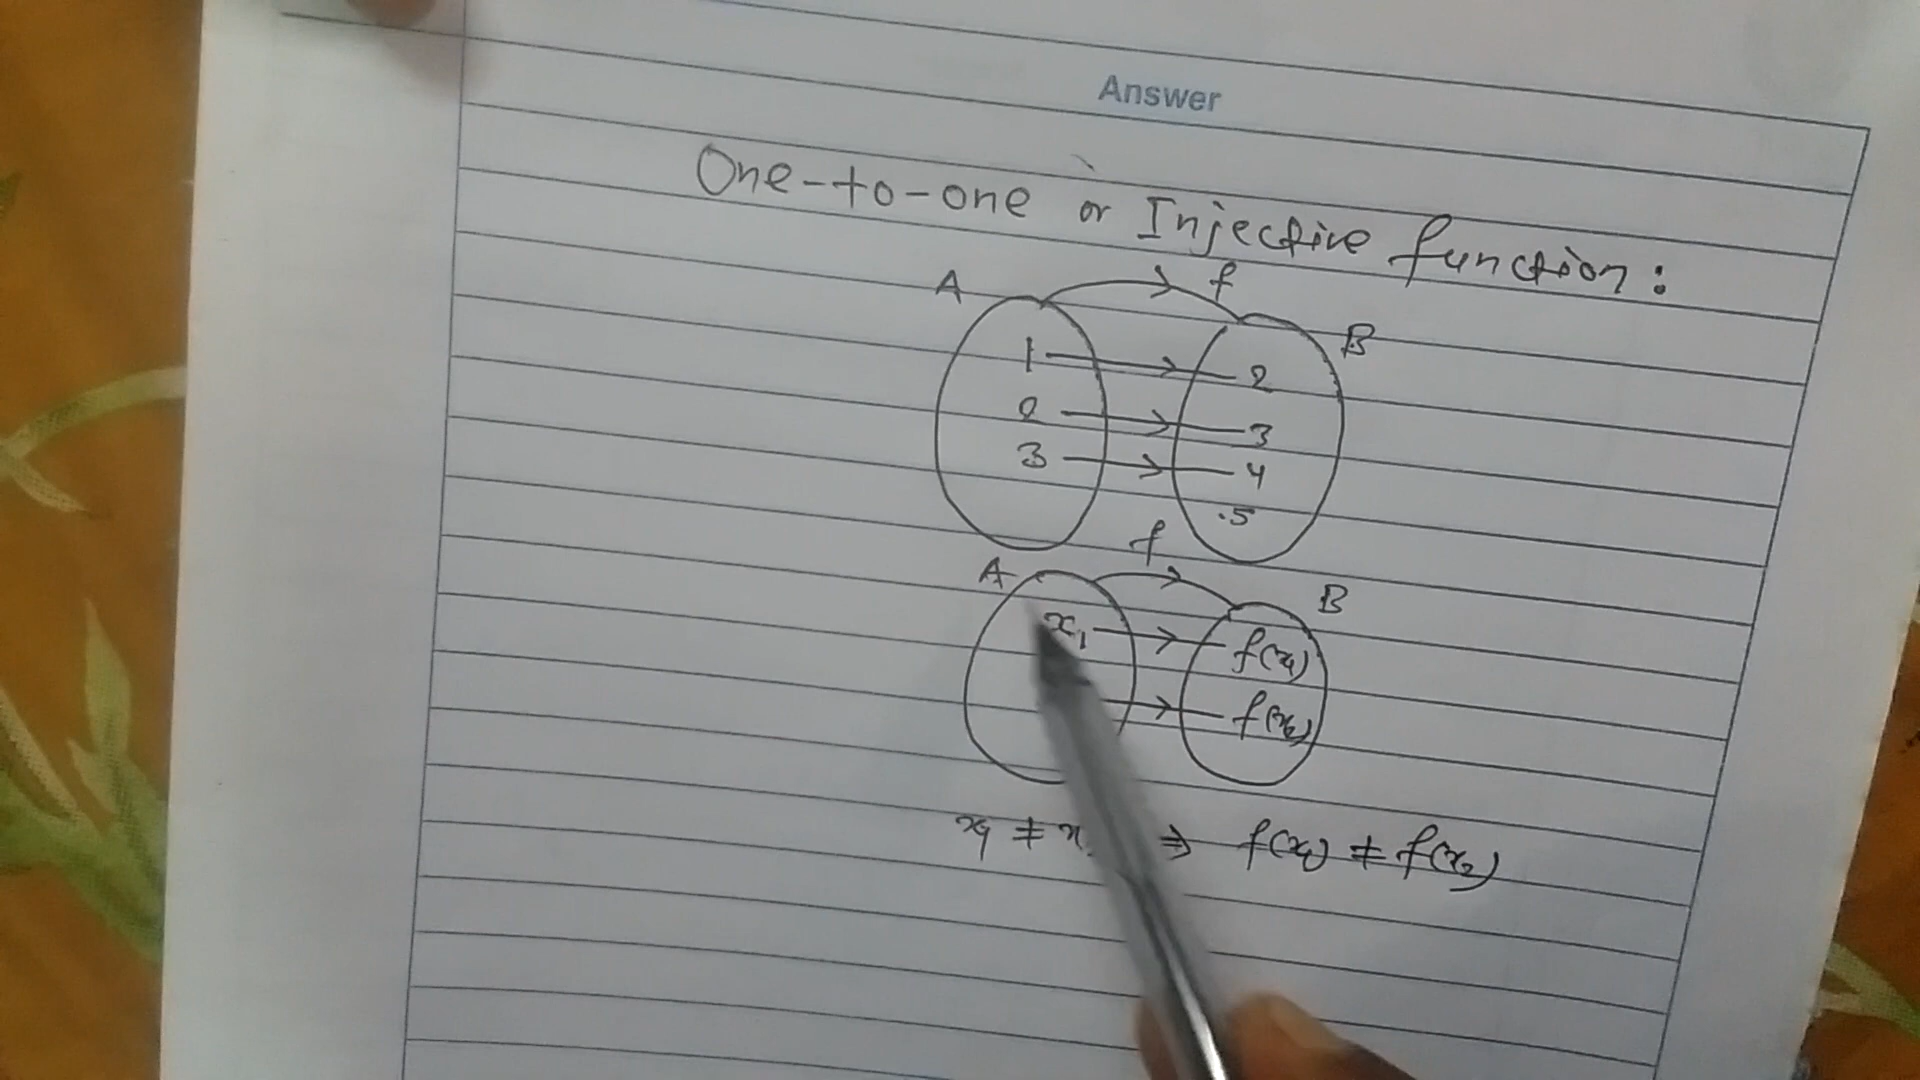 Answer
One-to-one or Injective function:
A f B
1 2
2 3
3 4
.5
A f B
x₁ f(x₁)
f(x₂)
x₁ ≠ x ⇒ f(x₁) ≠ f(x₂)